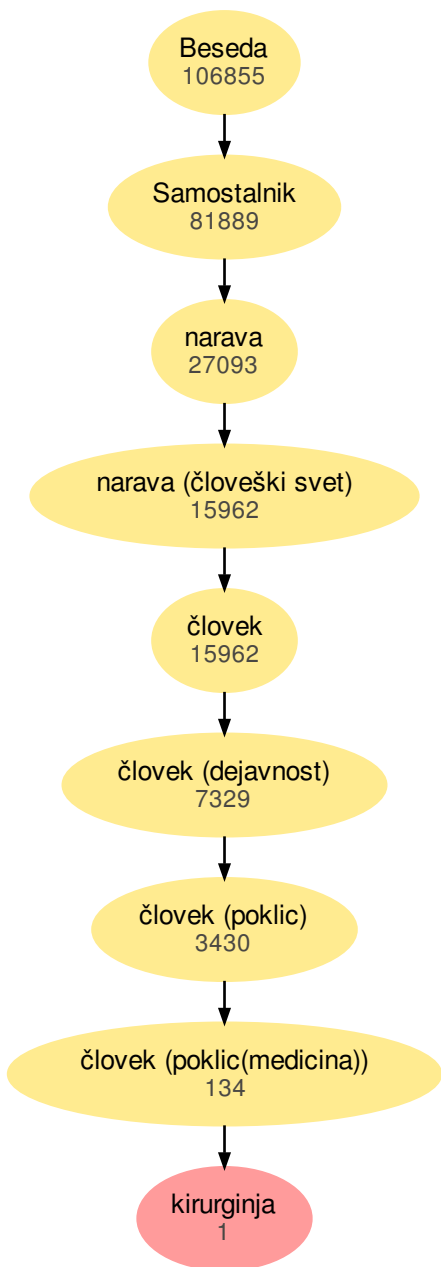 Beseda
106855
Samostalnik
81889
narava
27093
narava (človeški svet)
15962
človek
15962
človek (dejavnost)
7329
človek (poklic)
3430
človek (poklic(medicina))
134
kirurginja
1